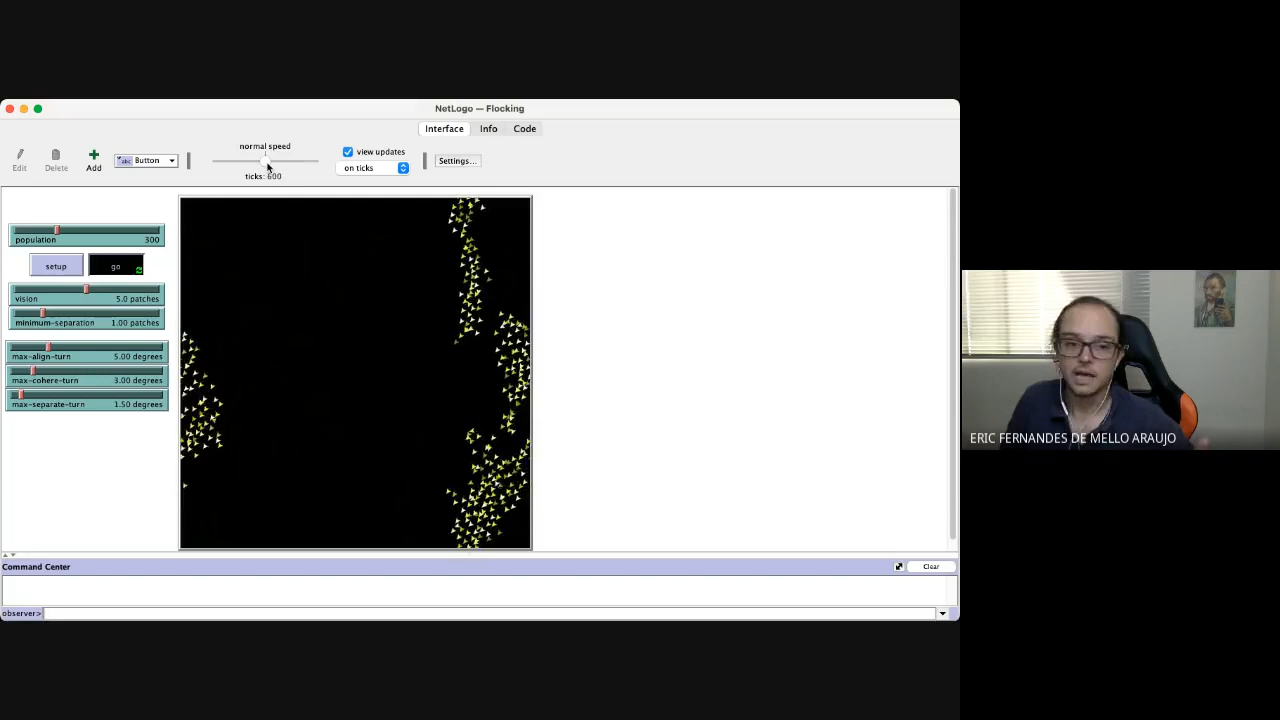 NetLogo — Flocking
Interface Info Code
Edit Delete Add abc Button normal speed ticks: 600 view updates on ticks Settings...
population 300
setup go
vision 5.0 patches
minimum-separation 1.00 patches
max-align-turn 5.00 degrees
max-cohere-turn 3.00 degrees
max-separate-turn 1.50 degrees
ERIC FERNANDES DE MELLO ARAUJO
Command Center Clear
observer>